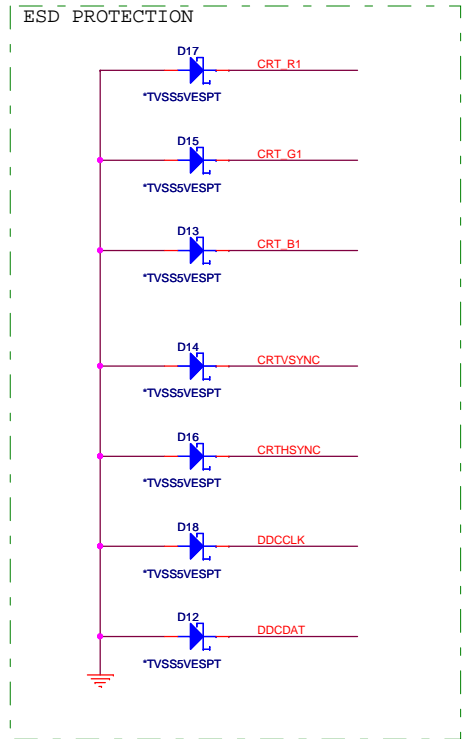 ESD PROTECTION
D17
CRT_R1
*TVSS5VESPT
D15
CRT_G1
*TVSS5VESPT
D13
CRT_B1
*TVSS5VESPT
D14
CRTVSYNC
*TVSS5VESPT
D16
CRTHSYNC
*TVSS5VESPT
D18
DDCCLK
*TVSS5VESPT
D12
DDCDAT
*TVSS5VESPT